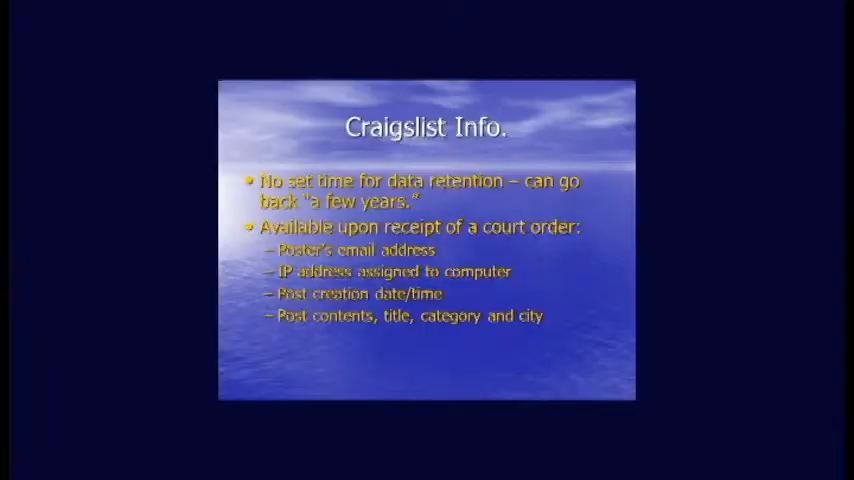 Craigslist Info.
• No set time for data retention – can go
back "a few years."
• Available upon receipt of a court order:
– Poster's email address
– IP address assigned to computer
– Post creation date/time
– Post contents, title, category and city